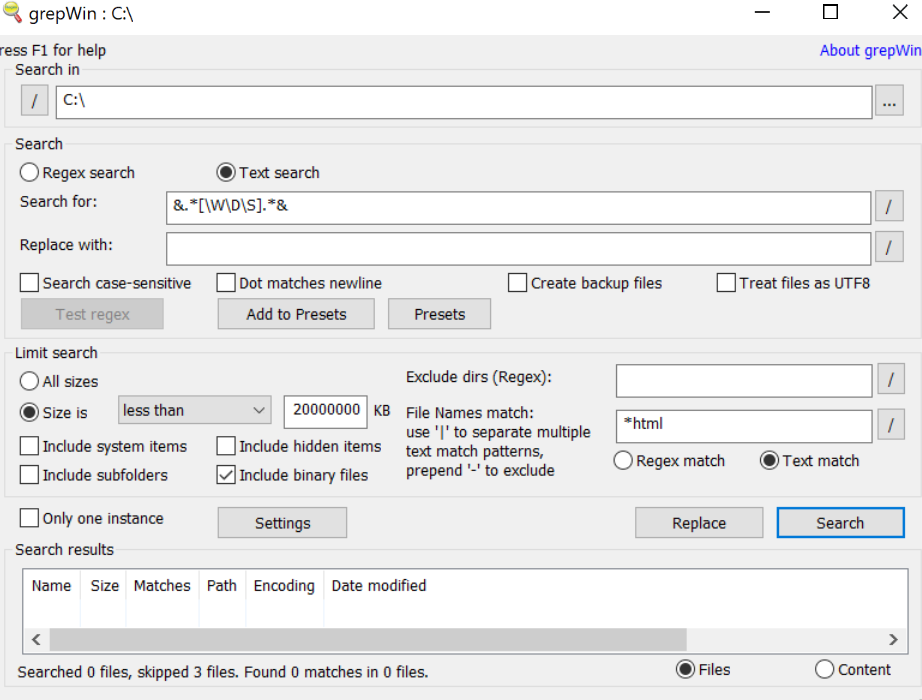 grepWin : C:\
ress F1 for help About grepWin
Search in
/ C:\ ...
Search
Regex search Text search
Search for: &.*[\W\D\S].*& /
Replace with: /
Search case-sensitive Dot matches newline Create backup files Treat files as UTF8
Test regex Add to Presets Presets
Limit search
All sizes Exclude dirs (Regex): /
Size is less than 20000000 KB File Names match:
use '|' to separate multiple *html /
Include system items Include hidden items text match patterns,
Regex match Text match
Include subfolders Include binary files prepend '-' to exclude
Only one instance Settings Replace Search
Search results
Name Size Matches Path Encoding Date modified
Searched 0 files, skipped 3 files. Found 0 matches in 0 files. Files Content